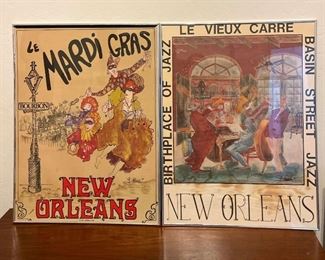 LE
MARDI GRAS
BOURBON
NEW
ORLEANS
LE VIEUX CARRE
BIRTHPLACE OF JAZZ
BASIN STREET JAZZ
NEW ORLEANS